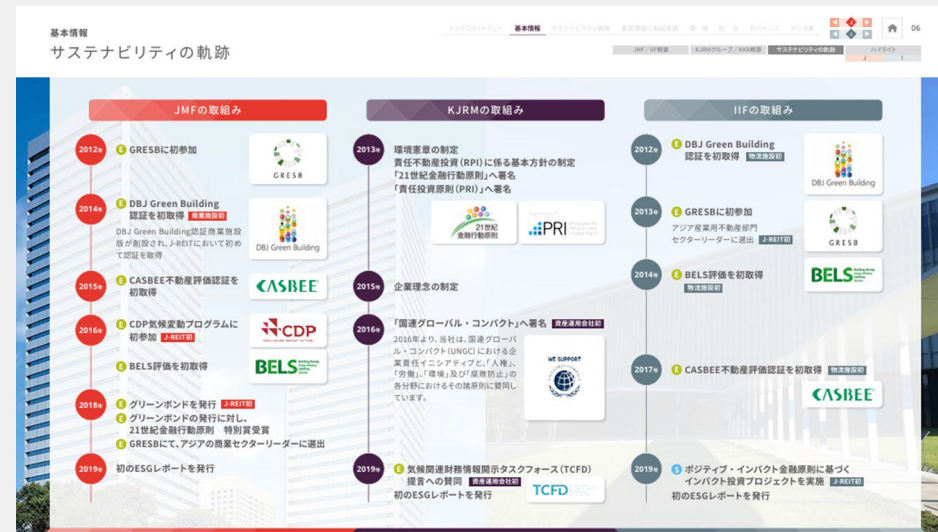 基本情報
サステナビリティの軌跡
トップコミットメント 基本情報 サステナビリティ戦略 データ集
06
JMF／IIF概要 KJRMグループ／KKR概要 サステナビリティの軌跡 ハイライト
J I
JMFの取組み
2012年 E GRESBに初参加
GRESB
2014年 E DBJ Green Building
認証を初取得 商業施設初
DBJ Green Building認証商業施設
版が創設され、J-REITにおいて初め
て認証を取得
DBJ Green Building
2015年 E CASBEE不動産評価認証を
初取得
CASBEE
2016年 E CDP気候変動プログラムに
初参加 J-REIT初
CDP
E BELS評価を初取得
BELS
2018年 E グリーンボンドを発行 J-REIT初
E グリーンボンドの発行に対し、
21世紀金融行動原則 特別賞受賞
E GRESBにて、アジアの商業セクターリーダーに選出
2019年 初のESGレポートを発行
KJRMの取組み
2013年 環境憲章の制定
責任不動産投資（RPI）に係る基本方針の制定
「21世紀金融行動原則」へ署名
「責任投資原則（PRI）」へ署名
21世紀
金融行動原則
PRI
2015年 企業理念の制定
2016年 「国連グローバル・コンパクト」へ署名 資産運用会社初
2016年より、当社は、国連グローバ
ル・コンパクト（UNGC）における企
業責任イニシアティブと、「人権」、
「労働」、「環境」及び「腐敗防止」の
各分野におけるその諸原則に賛同し
ています。
WE SUPPORT
2019年 E 気候関連財務情報開示タスクフォース（TCFD）
提言への賛同 資産運用会社初
初のESGレポートを発行
TCFD
IIFの取組み
2012年 E DBJ Green Building
認証を初取得 物流施設初
DBJ Green Building
2013年 E GRESBに初参加
アジア産業用不動産部門
セクターリーダーに選出 J-REIT初
GRESB
2014年 E BELS評価を初取得
物流施設初
BELS
2017年 E CASBEE不動産評価認証を初取得 物流施設初
CASBEE
2019年 S ポジティブ・インパクト金融原則に基づく
インパクト投資プロジェクトを実施 J-REIT初
初のESGレポートを発行